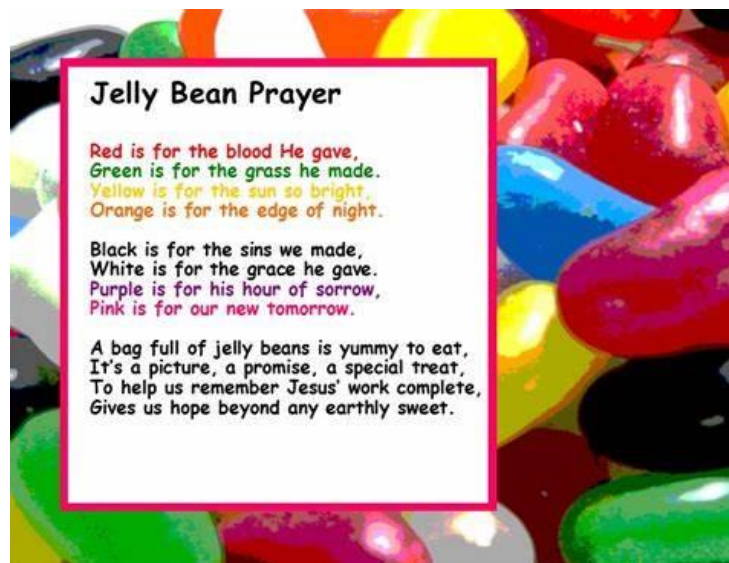 Jelly Bean Prayer
Red is for the blood He gave,
Green is for the grass he made.
Yellow is for the sun so bright,
Orange is for the edge of night.
Black is for the sins we made,
White is for the grace he gave.
Purple is for his hour of sorrow,
Pink is for our new tomorrow.
A bag full of jelly beans is yummy to eat,
It's a picture, a promise, a special treat,
To help us remember Jesus' work complete,
Gives us hope beyond any earthly sweet.